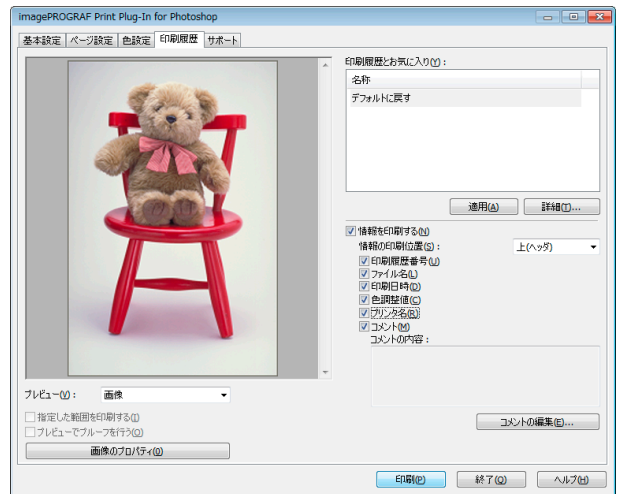 imagePROGRAF Print Plug-In for Photoshop
基本設定 ページ設定 色設定 印刷履歴 サポート
印刷履歴とお気に入り(Y) :
名称
デフォルトに戻す
適用(A) 詳細(T)...
情報を印刷する(N)
情報の印刷位置(S) : 上(ヘッダ)
印刷履歴番号(U)
ファイル名(L)
印刷日時(D)
色調整値(C)
プリンタ名(R)
コメント(M)
コメントの内容 :
プレビュー(V) : 画像
指定した範囲を印刷する(I)
プレビューでプルーフを行う(O)
コメントの編集(E)...
画像のプロパティ(0)
印刷(P) 終了(Q) ヘルプ(H)